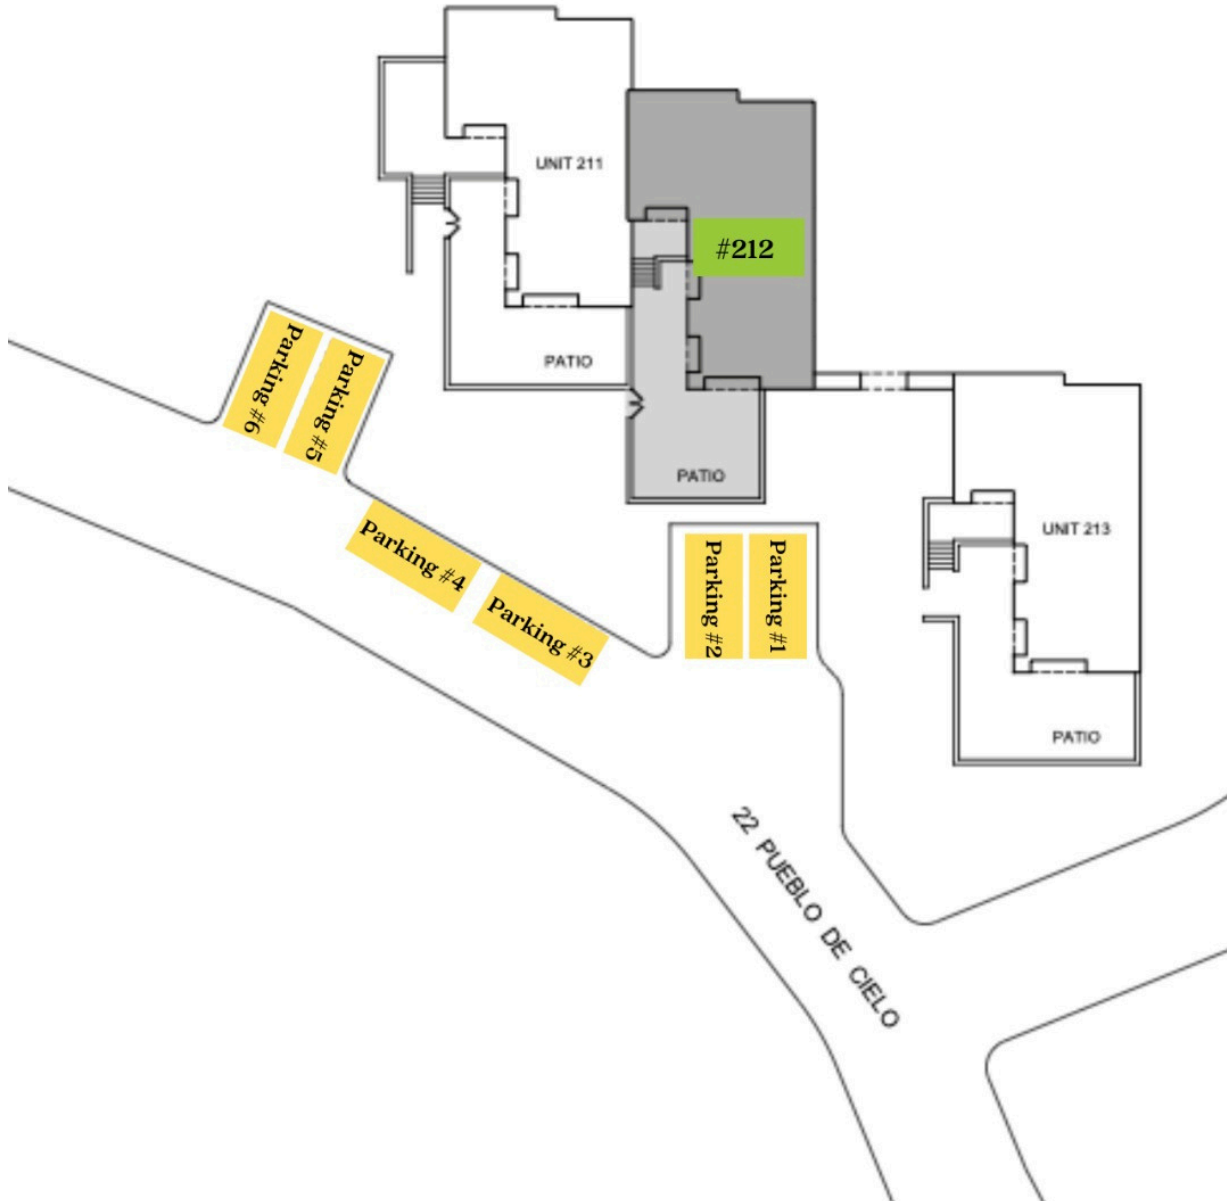 UNIT 211
#212
PATIO
Parking #6
Parking #5
PATIO
Parking #4
Parking #3
Parking #2
Parking #1
UNIT 213
PATIO
22 PUEBLO DE CIELO